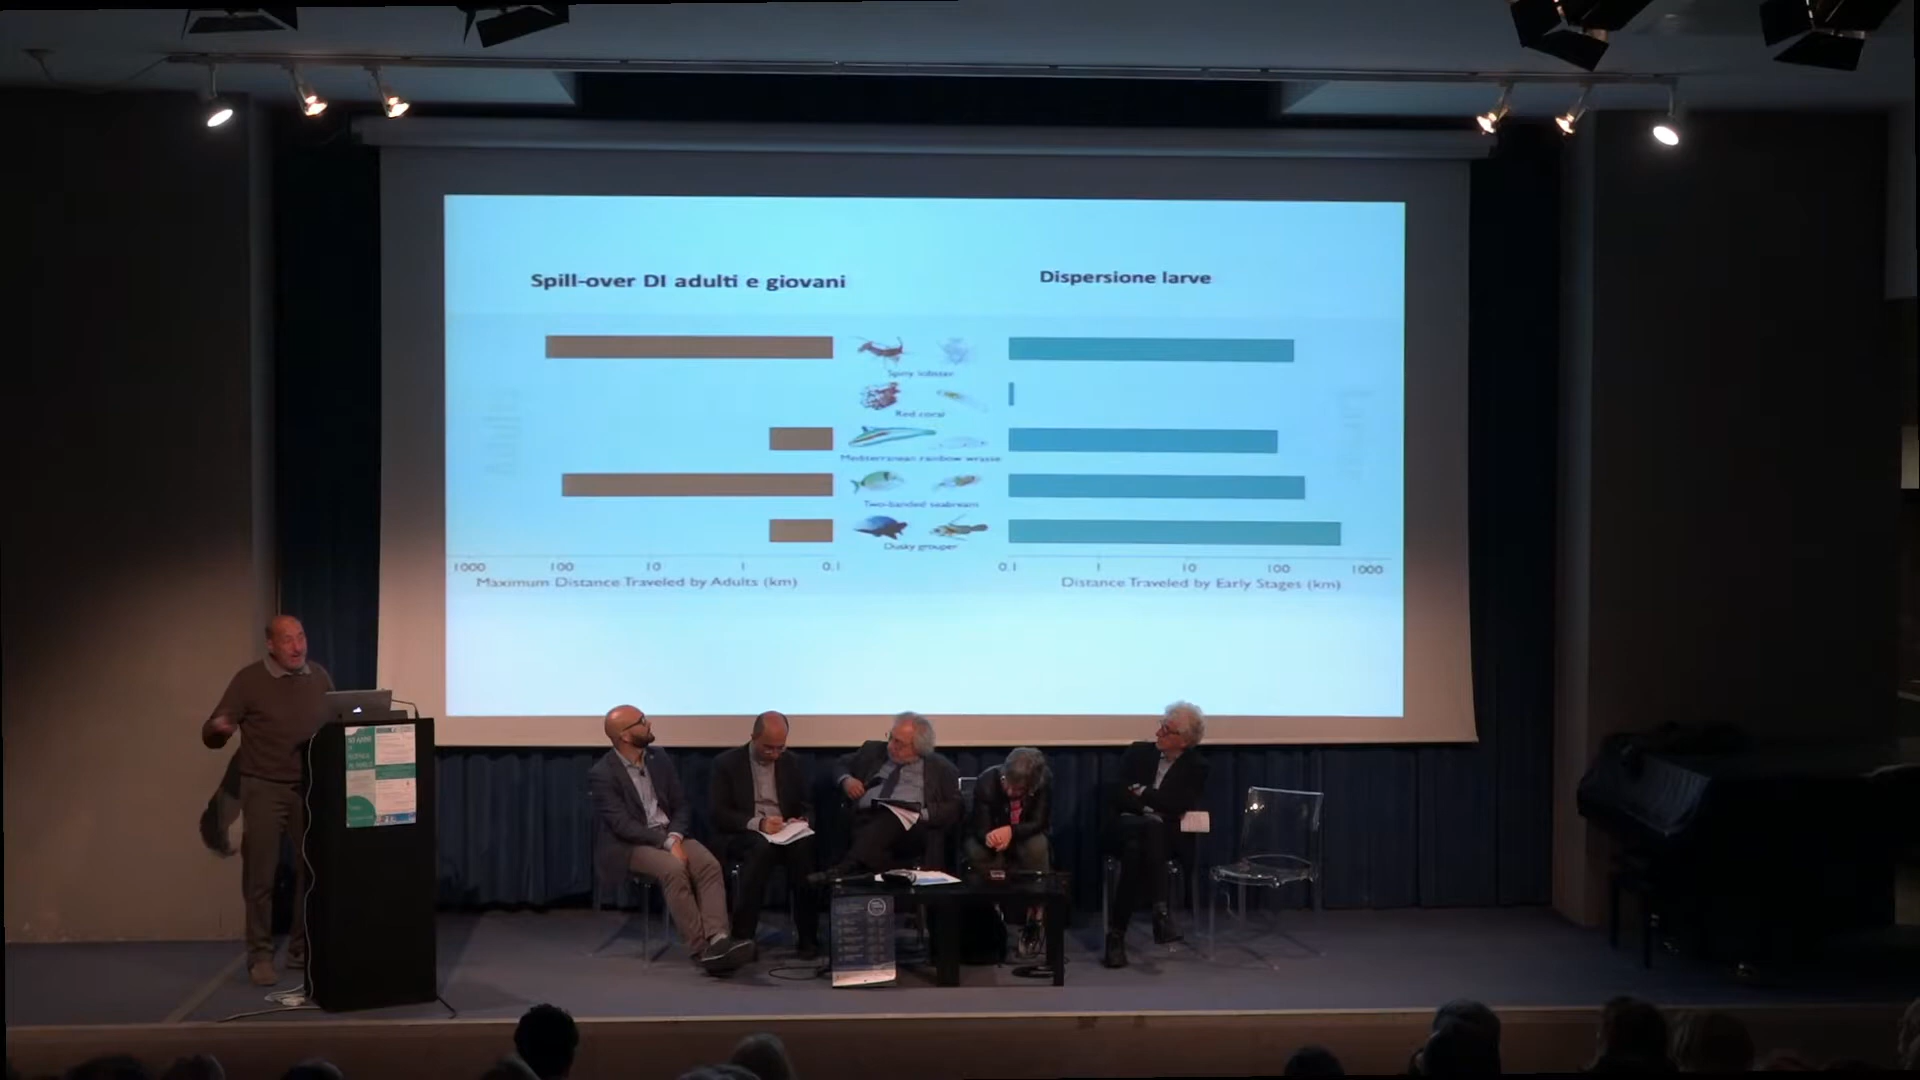 Spill-over DI adulti e giovani
Dispersione larve
Spiny lobster
Red coral
Mediterranean rainbow wrasse
Two-banded seabream
Dusky grouper
1000 100 10 1 0.1
0.1 1 10 100 1000
Maximum Distance Traveled by Adults (km)
Distance Traveled by Early Stages (km)